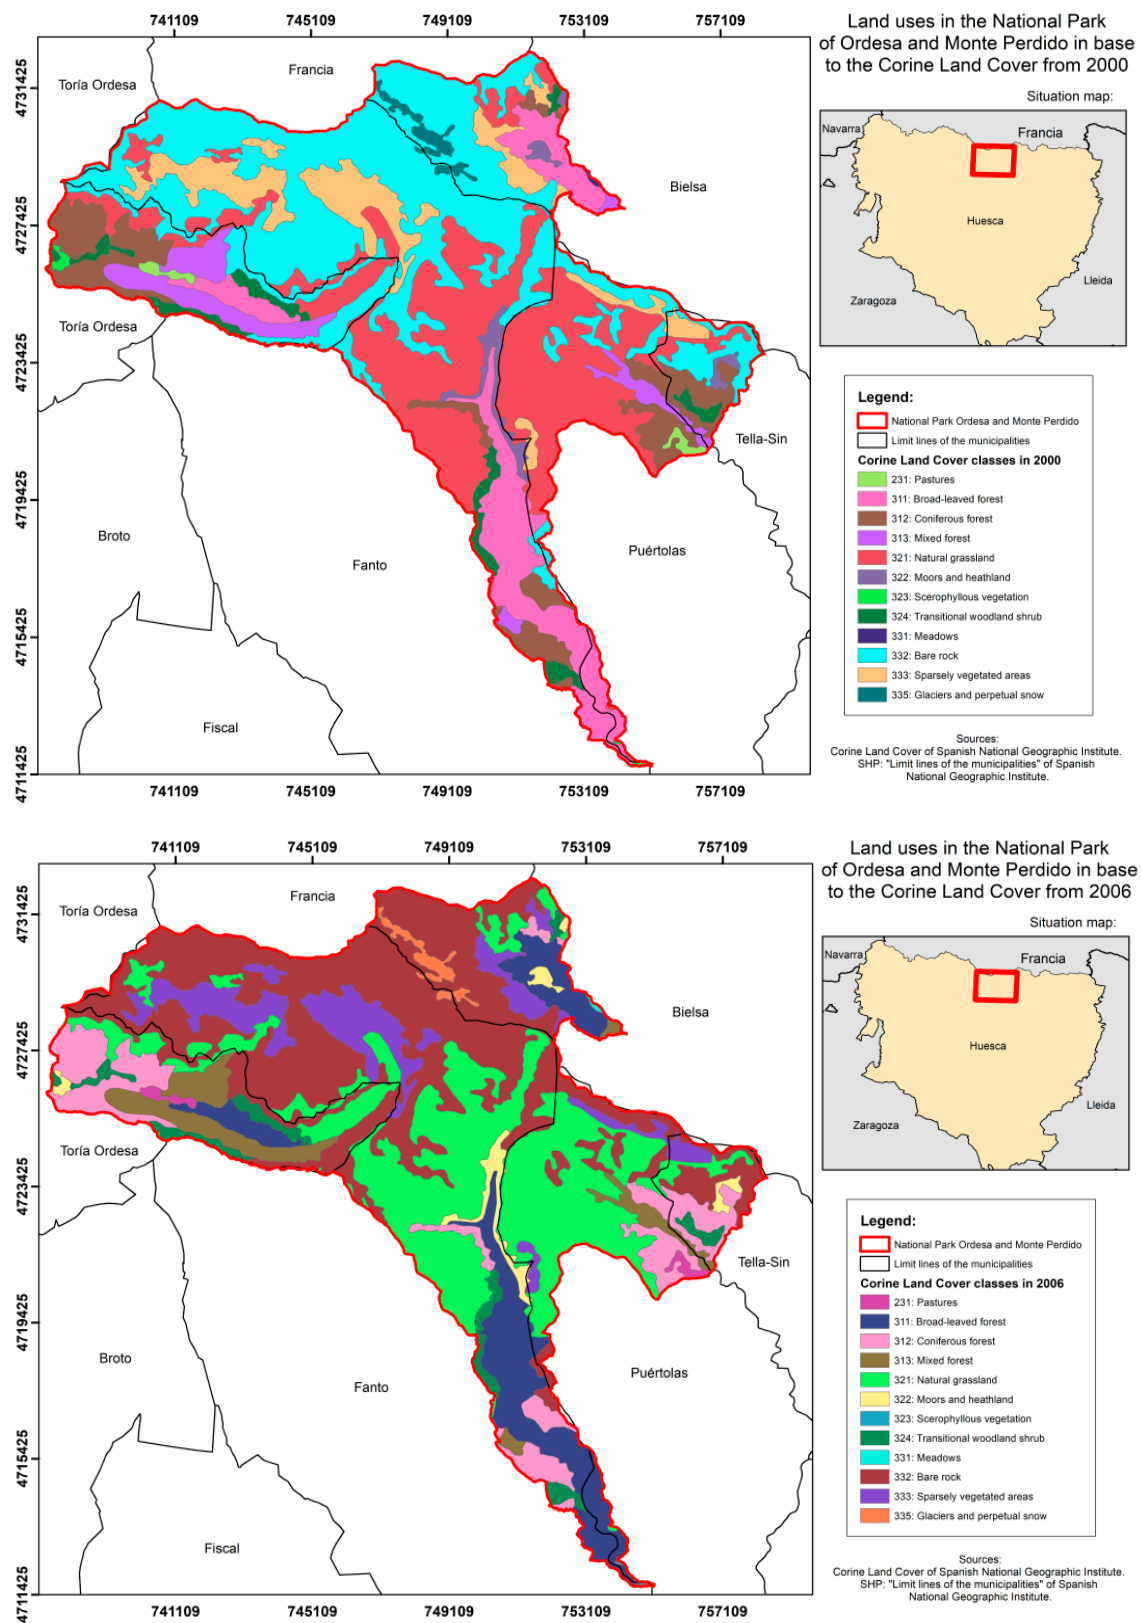 741109 745109 749109 753109 757109
4731425
4727425
4723425
4719425
4715425
4711425
Toría Ordesa
Francia
Bielsa
Toría Ordesa
Tella-Sin
Broto
Fanto
Puértolas
Fiscal
741109 745109 749109 753109 757109
Land uses in the National Park
of Ordesa and Monte Perdido in base
to the Corine Land Cover from 2000
Situation map:
Navarra
Francia
Huesca
Lleida
Zaragoza
Legend:
National Park Ordesa and Monte Perdido
Limit lines of the municipalities
Corine Land Cover classes in 2000
231: Pastures
311: Broad-leaved forest
312: Coniferous forest
313: Mixed forest
321: Natural grassland
322: Moors and heathland
323: Scerophyllous vegetation
324: Transitional woodland shrub
331: Meadows
332: Bare rock
333: Sparsely vegetated areas
335: Glaciers and perpetual snow
Sources:
Corine Land Cover of Spanish National Geographic Institute.
SHP: "Limit lines of the municipalities" of Spanish
National Geographic Institute.
741109 745109 749109 753109 757109
4731425
4727425
4723425
4719425
4715425
4711425
Toría Ordesa
Francia
Bielsa
Toría Ordesa
Tella-Sin
Broto
Fanto
Puértolas
Fiscal
741109 745109 749109 753109 757109
Land uses in the National Park
of Ordesa and Monte Perdido in base
to the Corine Land Cover from 2006
Situation map:
Navarra
Francia
Huesca
Lleida
Zaragoza
Legend:
National Park Ordesa and Monte Perdido
Limit lines of the municipalities
Corine Land Cover classes in 2006
231: Pastures
311: Broad-leaved forest
312: Coniferous forest
313: Mixed forest
321: Natural grassland
322: Moors and heathland
323: Scerophyllous vegetation
324: Transitional woodland shrub
331: Meadows
332: Bare rock
333: Sparsely vegetated areas
335: Glaciers and perpetual snow
Sources:
Corine Land Cover of Spanish National Geographic Institute.
SHP: "Limit lines of the municipalities" of Spanish
National Geographic Institute.